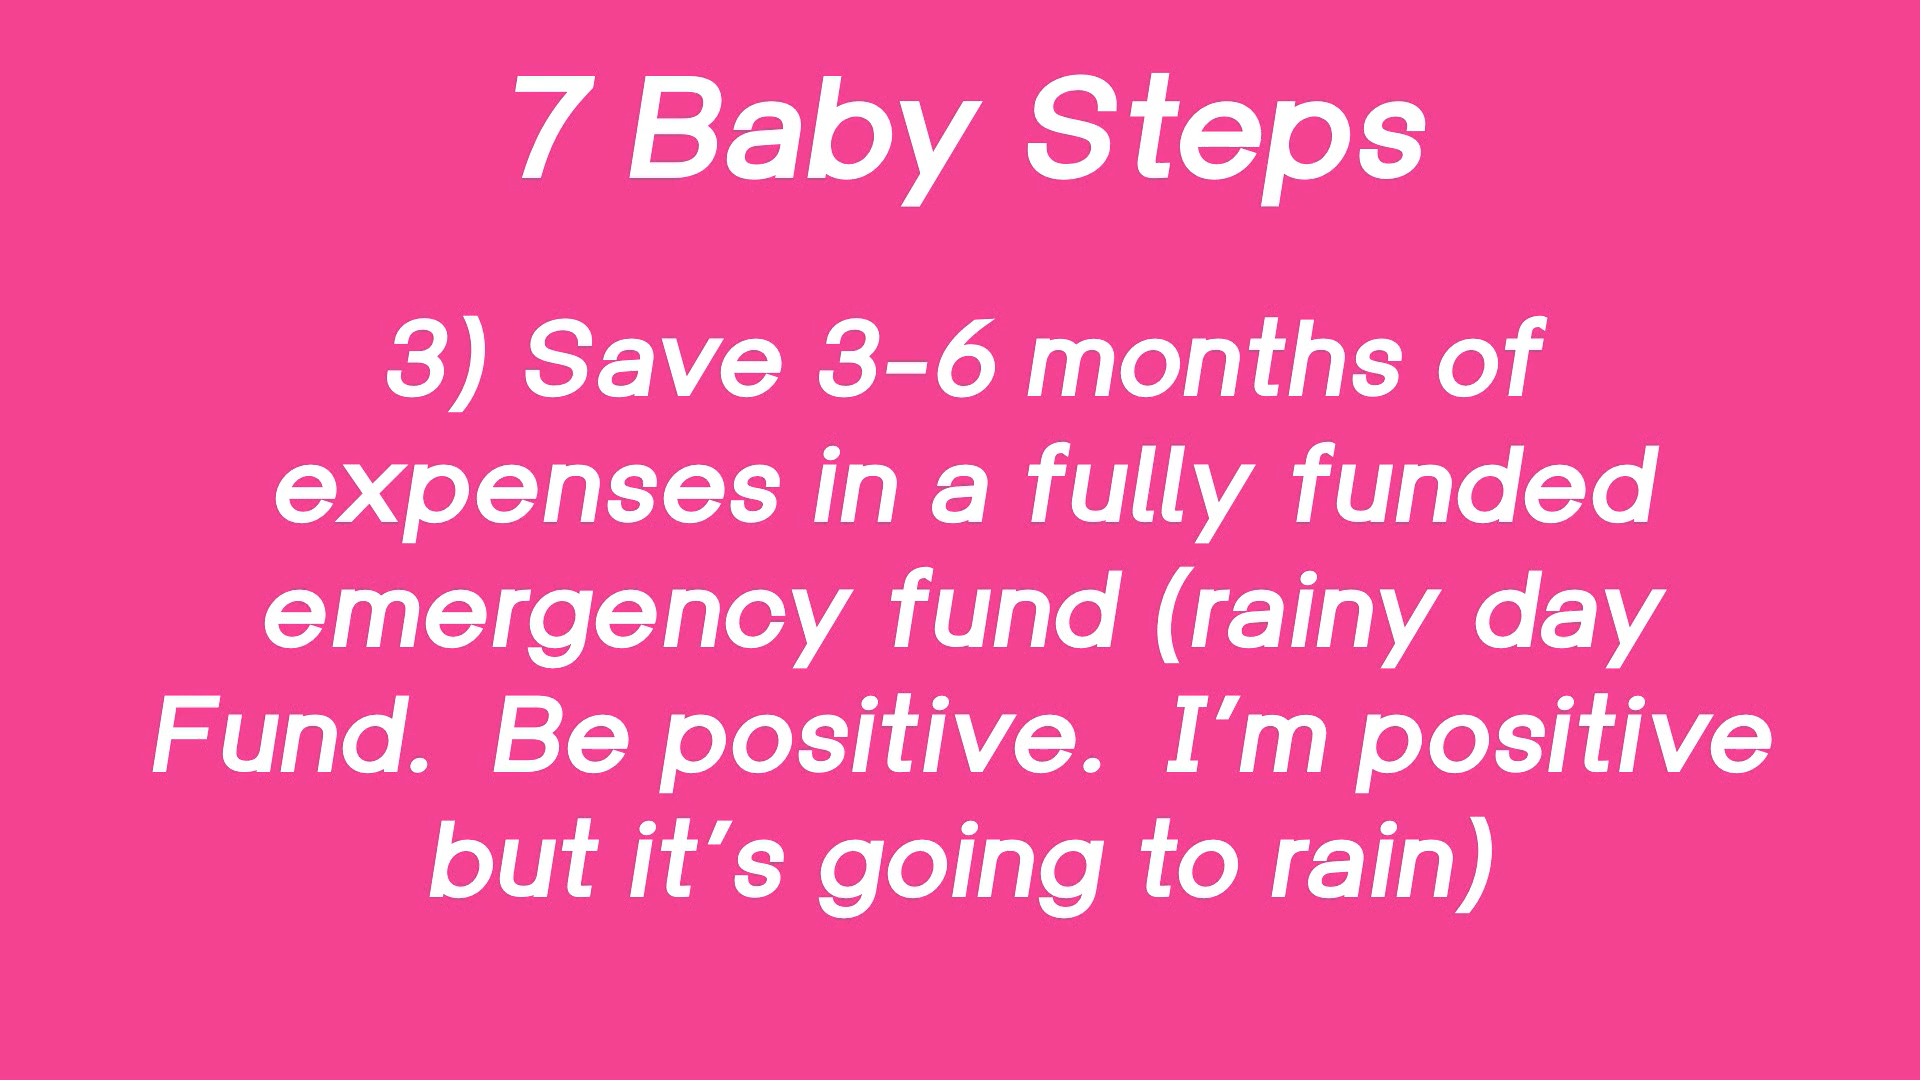 7 Baby Steps
3) Save 3-6 months of
expenses in a fully funded
emergency fund (rainy day
Fund.  Be positive.  I’m positive
but it’s going to rain)